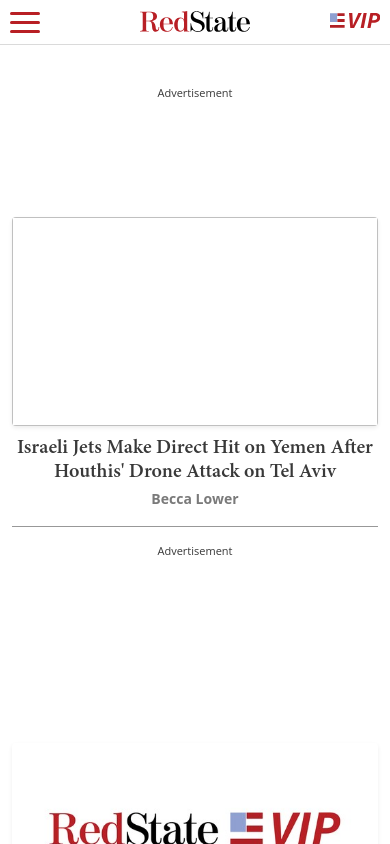 RedState
VIP
Advertisement
Israeli Jets Make Direct Hit on Yemen After
Houthis' Drone Attack on Tel Aviv
Becca Lower
Advertisement
RedState VIP